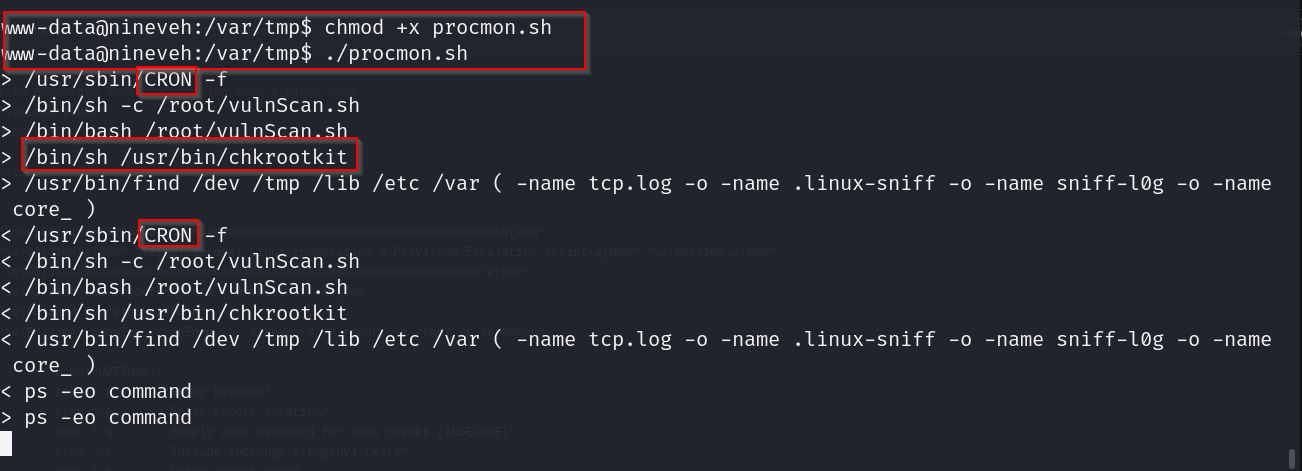 www-data@nineveh:/var/tmp$ chmod +x procmon.sh
www-data@nineveh:/var/tmp$ ./procmon.sh
> /usr/sbin/CRON -f
> /bin/sh -c /root/vulnScan.sh
> /bin/bash /root/vulnScan.sh
> /bin/sh /usr/bin/chkrootkit
> /usr/bin/find /dev /tmp /lib /etc /var ( -name tcp.log -o -name .linux-sniff -o -name sniff-l0g -o -name
core_ )
< /usr/sbin/CRON -f
< /bin/sh -c /root/vulnScan.sh
< /bin/bash /root/vulnScan.sh
< /bin/sh /usr/bin/chkrootkit
< /usr/bin/find /dev /tmp /lib /etc /var ( -name tcp.log -o -name .linux-sniff -o -name sniff-l0g -o -name
core_ )
< ps -eo command
> ps -eo command